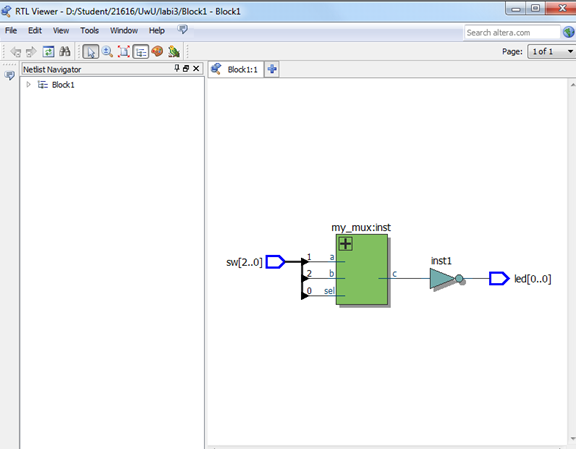 RTL Viewer - D:/Student/21616/UwU/labi3/Block1 - Block1
File Edit View Tools Window Help
Search altera.com
Page: 1 of 1
Netlist Navigator
Block1:1
Block1
my_mux:inst
sw[2..0]
1 a
2 b
0 sel
c
inst1
led[0..0]